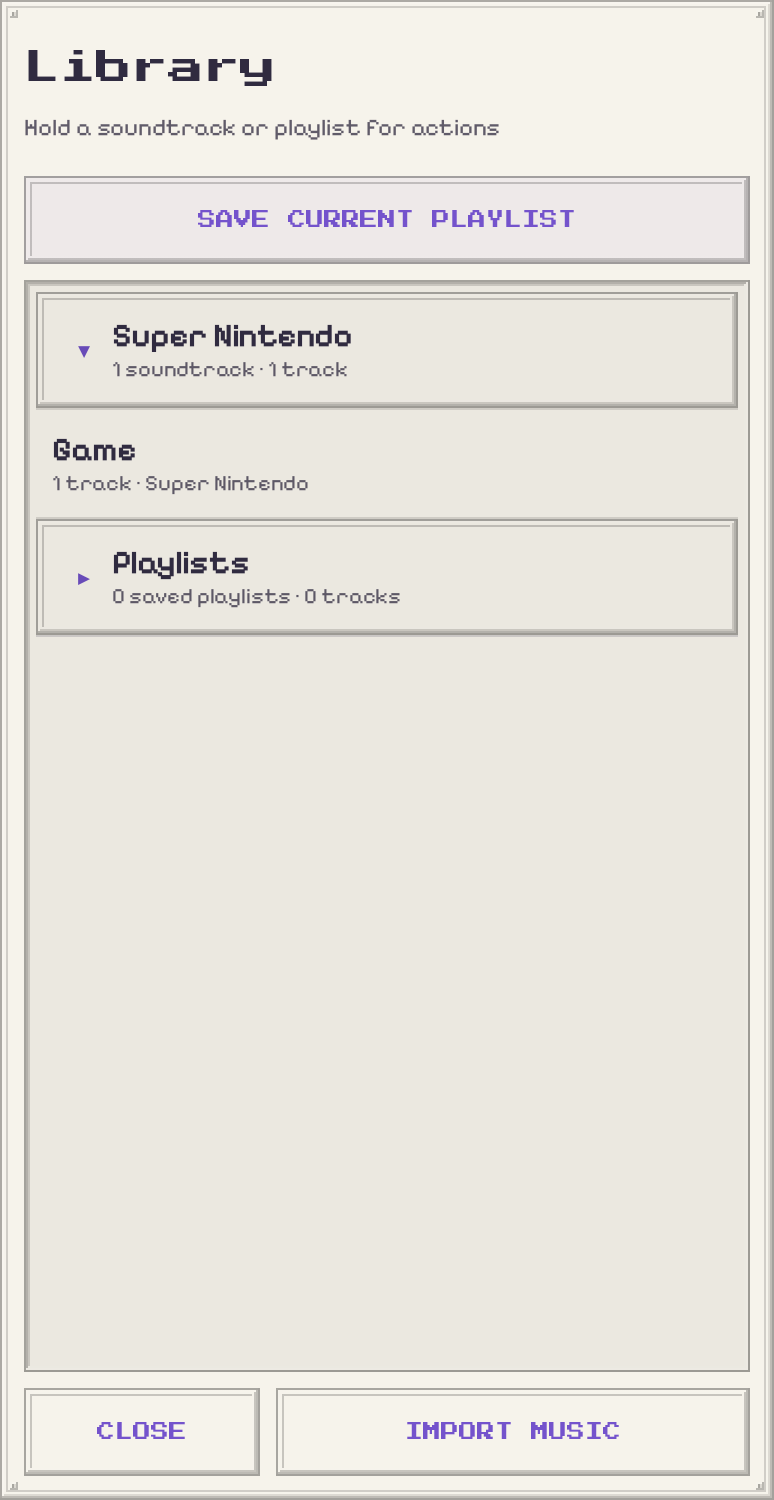 Library
Hold a soundtrack or playlist for actions
SAVE CURRENT PLAYLIST
▼ Super Nintendo
1 soundtrack · 1 track
Game
1 track · Super Nintendo
▶ Playlists
0 saved playlists · 0 tracks
CLOSE
IMPORT MUSIC